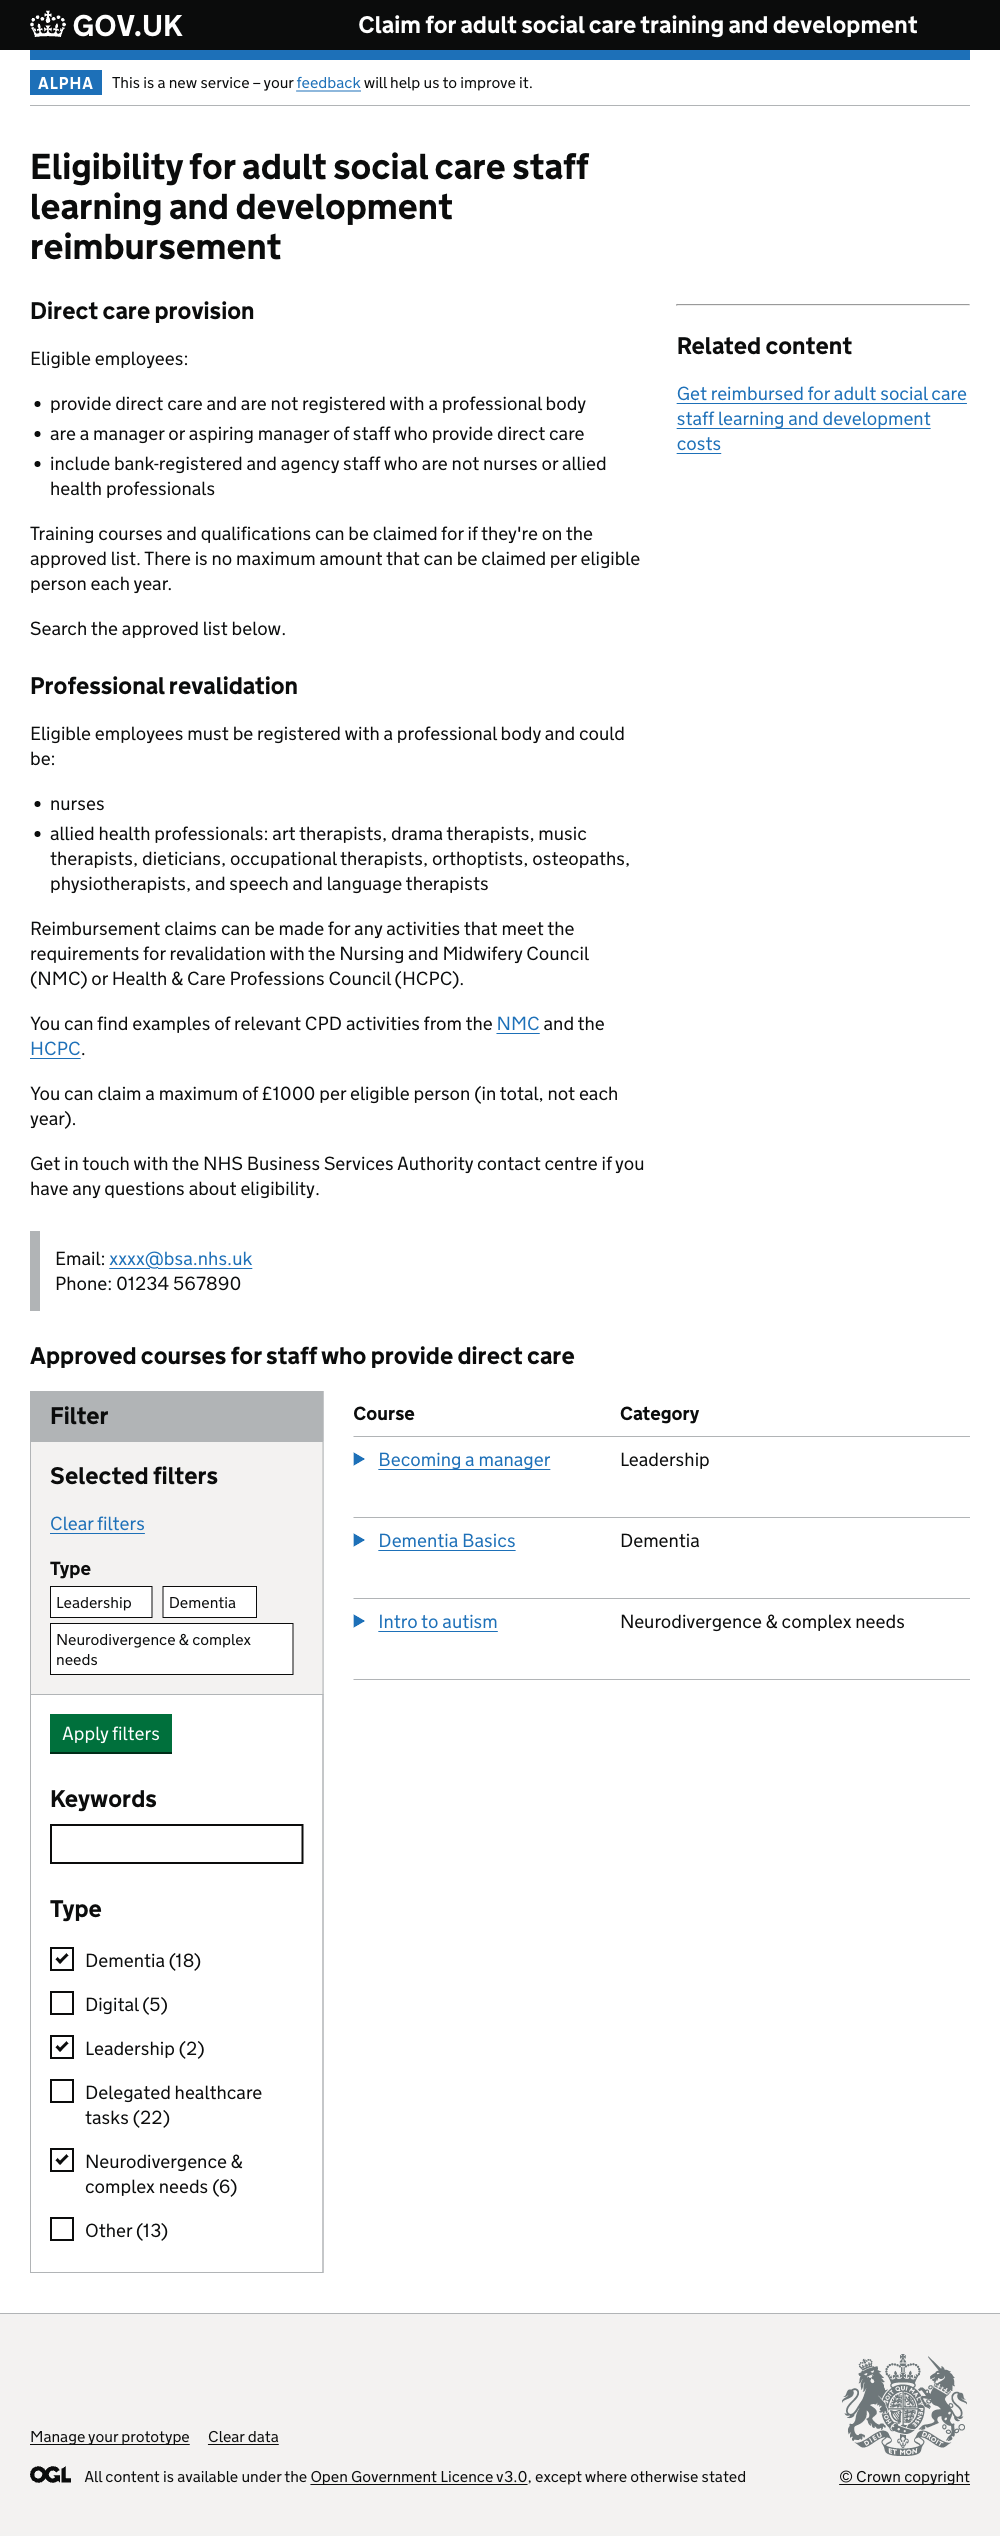 GOV.UK
Claim for adult social care training and development
ALPHA
This is a new service – your feedback will help us to improve it.
Eligibility for adult social care staff
learning and development
reimbursement
Direct care provision
Eligible employees:
• provide direct care and are not registered with a professional body
• are a manager or aspiring manager of staff who provide direct care
• include bank-registered and agency staff who are not nurses or allied
health professionals
Training courses and qualifications can be claimed for if they're on the
approved list. There is no maximum amount that can be claimed per eligible
person each year.
Search the approved list below.
Related content
Get reimbursed for adult social care
staff learning and development
costs
Professional revalidation
Eligible employees must be registered with a professional body and could
be:
• nurses
• allied health professionals: art therapists, drama therapists, music
therapists, dieticians, occupational therapists, orthoptists, osteopaths,
physiotherapists, and speech and language therapists
Reimbursement claims can be made for any activities that meet the
requirements for revalidation with the Nursing and Midwifery Council
(NMC) or Health & Care Professions Council (HCPC).
You can find examples of relevant CPD activities from the NMC and the
HCPC.
You can claim a maximum of £1000 per eligible person (in total, not each
year).
Get in touch with the NHS Business Services Authority contact centre if you
have any questions about eligibility.
Email: xxxx@bsa.nhs.uk
Phone: 01234 567890
Approved courses for staff who provide direct care
Filter
Selected filters
Clear filters
Type
Leadership
Dementia
Neurodivergence & complex
needs
Apply filters
Keywords
Type
Dementia (18)
Digital (5)
Leadership (2)
Delegated healthcare
tasks (22)
Neurodivergence &
complex needs (6)
Other (13)
Course Category
Becoming a manager Leadership
Dementia Basics Dementia
Intro to autism Neurodivergence & complex needs
Manage your prototype Clear data
OGL All content is available under the Open Government Licence v3.0, except where otherwise stated
DIEU ET MON DROIT
© Crown copyright